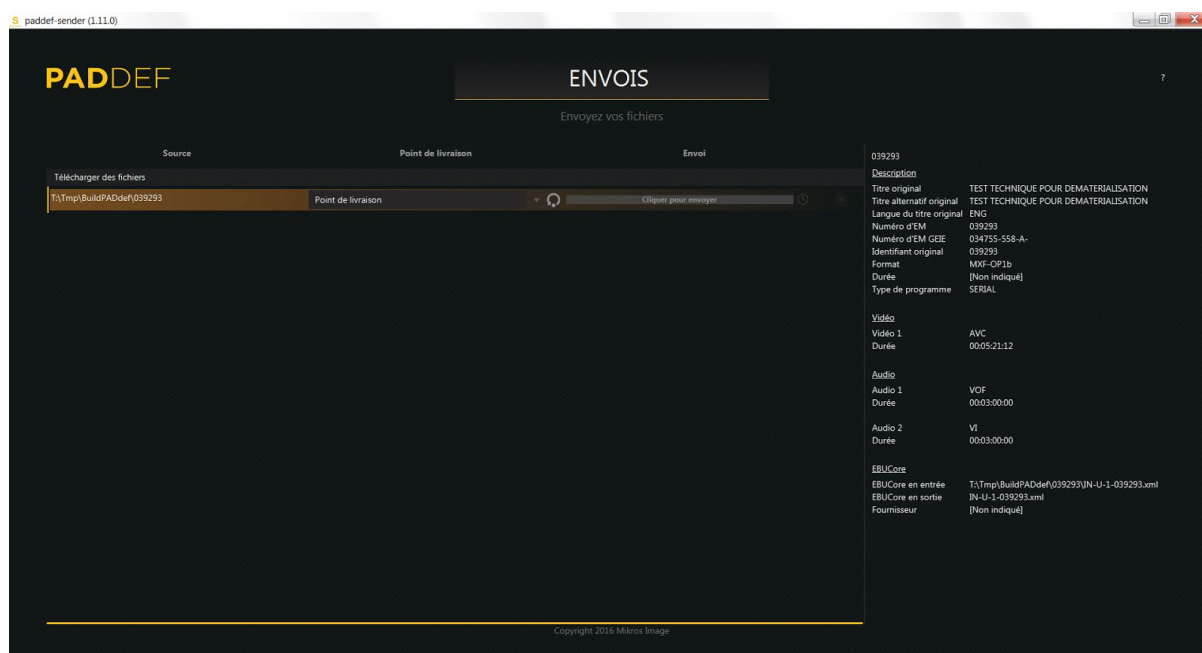 S paddef-sender (1.11.0)
PADDEF
ENVOIS
?
Envoyez vos fichiers
Source Point de livraison Envoi
Télécharger des fichiers
T:\Tmp\BuildPADdef\039293 Point de livraison Cliquer pour envoyer
039293
Description
Titre original TEST TECHNIQUE POUR DEMATERIALISATION
Titre alternatif original TEST TECHNIQUE POUR DEMATERIALISATION
Langue du titre original ENG
Numéro d'EM 039293
Numéro d'EM GEIE 034755-558-A-
Identifiant original 039293
Format MXF-OP1b
Durée [Non indiqué]
Type de programme SERIAL
Vidéo
Vidéo 1 AVC
Durée 00:05:21:12
Audio
Audio 1 VOF
Durée 00:03:00:00
Audio 2 VI
Durée 00:03:00:00
EBUCore
EBUCore en entrée T:\Tmp\BuildPADdef\039293\IN-U-1-039293.xml
EBUCore en sortie IN-U-1-039293.xml
Fournisseur [Non indiqué]
Copyright 2016 Mikros Image